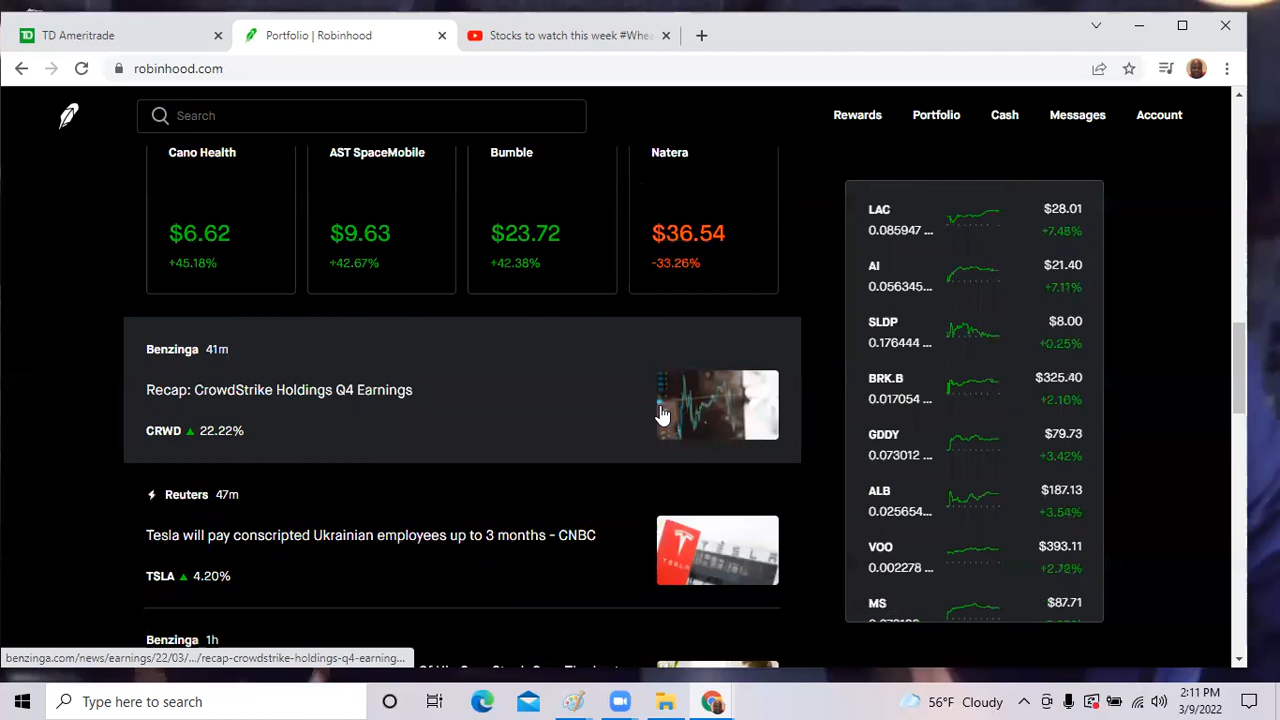 TD Ameritrade
Portfolio | Robinhood
Stocks to watch this week #Whea
robinhood.com
Search
Rewards
Portfolio
Cash
Messages
Account
Cano Health
AST SpaceMobile
Bumble
Natera
$6.62
$9.63
$23.72
$36.54
+45.18%
+42.67%
+42.38%
-33.26%
LAC
$28.01
0.085947 ...
+7.48%
AI
$21.40
0.056345...
+7.11%
SLDP
$8.00
0.176444 ...
+0.25%
BRK.B
$325.40
0.017054 ...
+2.16%
GDDY
$79.73
0.073012 ...
+3.42%
ALB
$187.13
0.025654...
+3.54%
VOO
$393.11
0.002278 ...
+2.72%
MS
$87.71
Benzinga 41m
Recap: CrowdStrike Holdings Q4 Earnings
CRWD 22.22%
Reuters 47m
Tesla will pay conscripted Ukrainian employees up to 3 months - CNBC
TSLA 4.20%
Benzinga 1h
benzinga.com/news/earnings/22/03/.../recap-crowdstrike-holdings-q4-earning...
Type here to search
56°F Cloudy
2:11 PM
3/9/2022